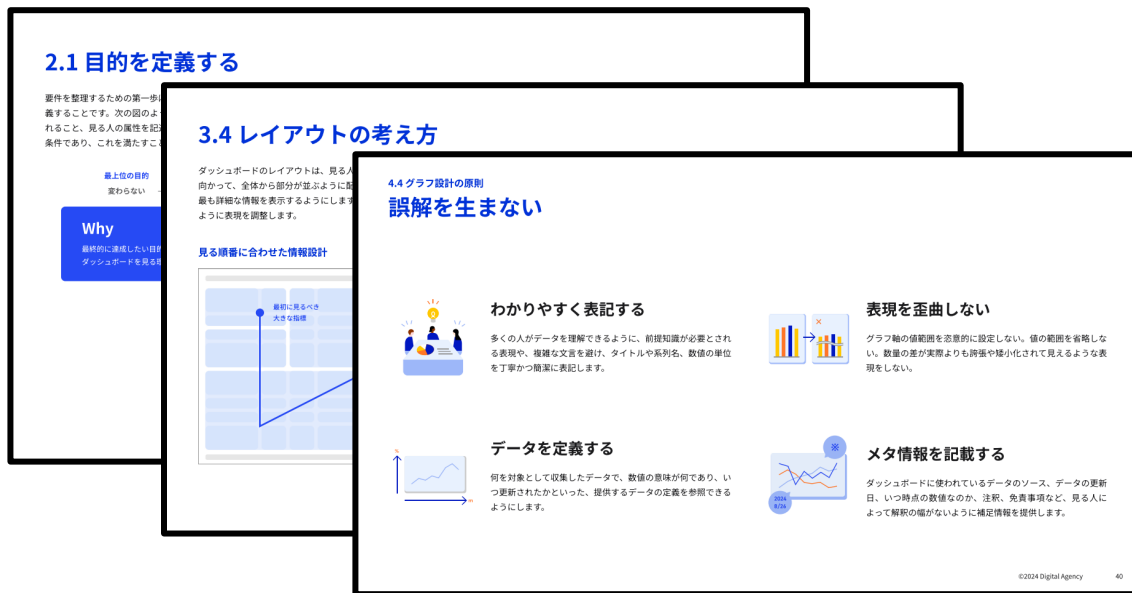 2.1 目的を定義する
要件を整理するための第一歩
義することです。次の図のよ
れること、見る人の属性を記
条件であり、これを満たすこ
最上位の目的
変わらない
Why
最終的に達成したい目的
ダッシュボードを見る
3.4 レイアウトの考え方
ダッシュボードのレイアウトは、見る人
向かって、全体から部分が並ぶように配
最も詳細な情報を表示するようにします
ように表現を調整します。
見る順番に合わせた情報設計
最初に見るべき
大きな指標
4.4 グラフ設計の原則
誤解を生まない
わかりやすく表記する
多くの人がデータを理解できるように、前提知識が必要とされ
る表現や、複雑な文言を避け、タイトルや系列名、数値の単位
を丁寧かつ簡潔に表記します。
表現を歪曲しない
グラフ軸の値範囲を恣意的に設定しない。値の範囲を省略しな
い。数量の差が実際よりも誇張や矮小化されて見えるような表
現をしない。
データを定義する
何を対象として収集したデータで、数値の意味が何であり、い
つ更新されたかといった、提供するデータの定義を参照できる
ようにします。
※
2024
8/26
メタ情報を記載する
ダッシュボードに使われているデータのソース、データの更新
日、いつ時点の数値なのか、注釈、免責事項など、見る人に
よって解釈の幅がないように補足情報を提供します。
©2024 Digital Agency
40